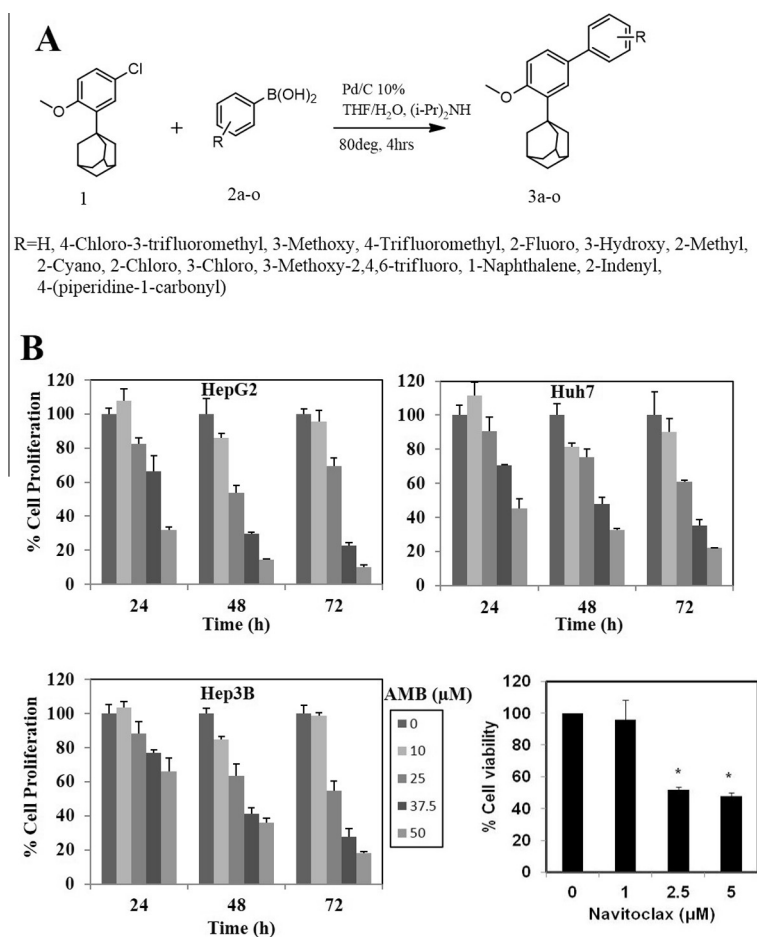 A
Cl
O
1
+
B(OH)₂
R
2a-o
Pd/C 10%
THF/H₂O, (i-Pr)₂NH
80deg, 4hrs
R
O
3a-o
R=H, 4-Chloro-3-trifluoromethyl, 3-Methoxy, 4-Trifluoromethyl, 2-Fluoro, 3-Hydroxy, 2-Methyl,
2-Cyano, 2-Chloro, 3-Chloro, 3-Methoxy-2,4,6-trifluoro, 1-Naphthalene, 2-Indenyl,
4-(piperidine-1-carbonyl)
B
HepG2
% Cell Proliferation
120
100
80
60
40
20
0
24 48 72
Time (h)
Huh7
120
100
80
60
40
20
0
24 48 72
Time (h)
Hep3B
% Cell Proliferation
120
100
80
60
40
20
0
24 48 72
Time (h)
AMB (µM)
0
10
25
37.5
50
% Cell viability
120
100
80
60
40
20
0
* *
0 1 2.5 5
Navitoclax (µM)